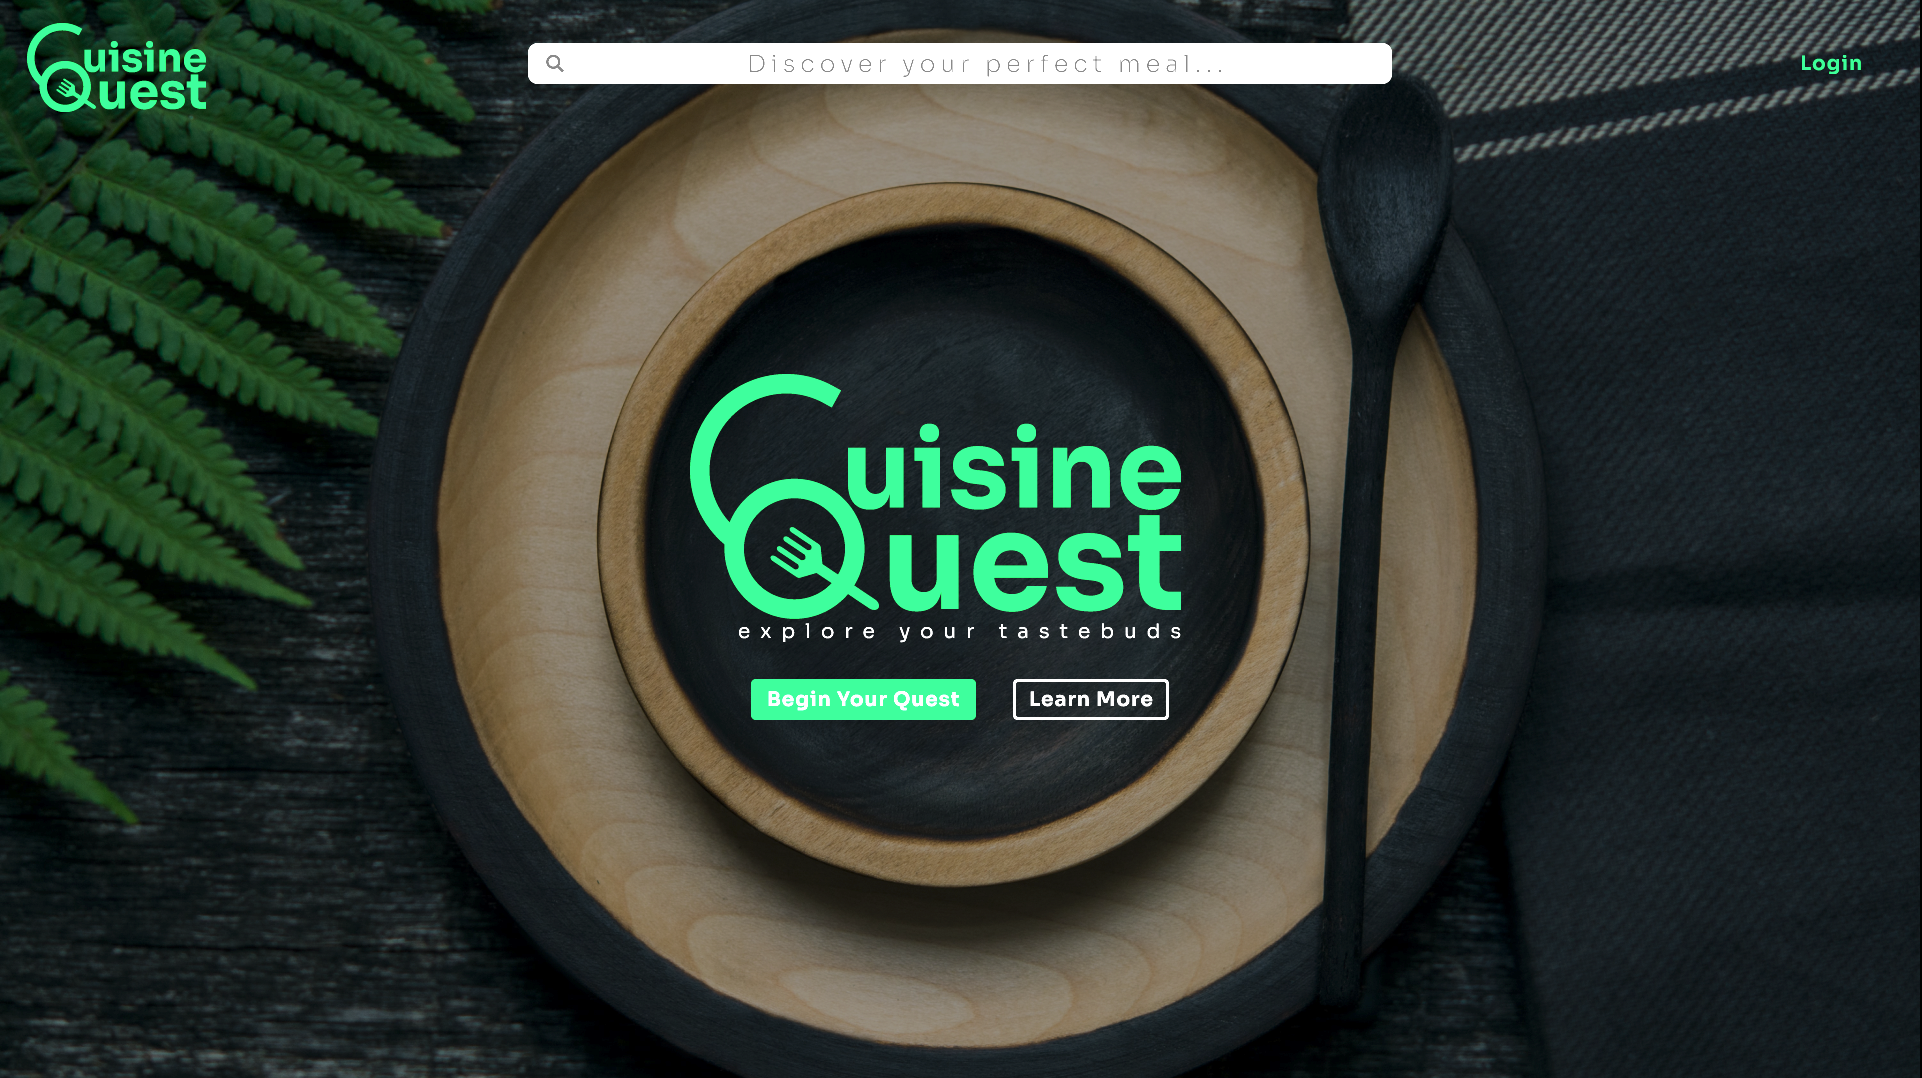 Cuisine
Quest
Discover your perfect meal...
Login
Cuisine
Quest
explore your tastebuds
Begin Your Quest
Learn More